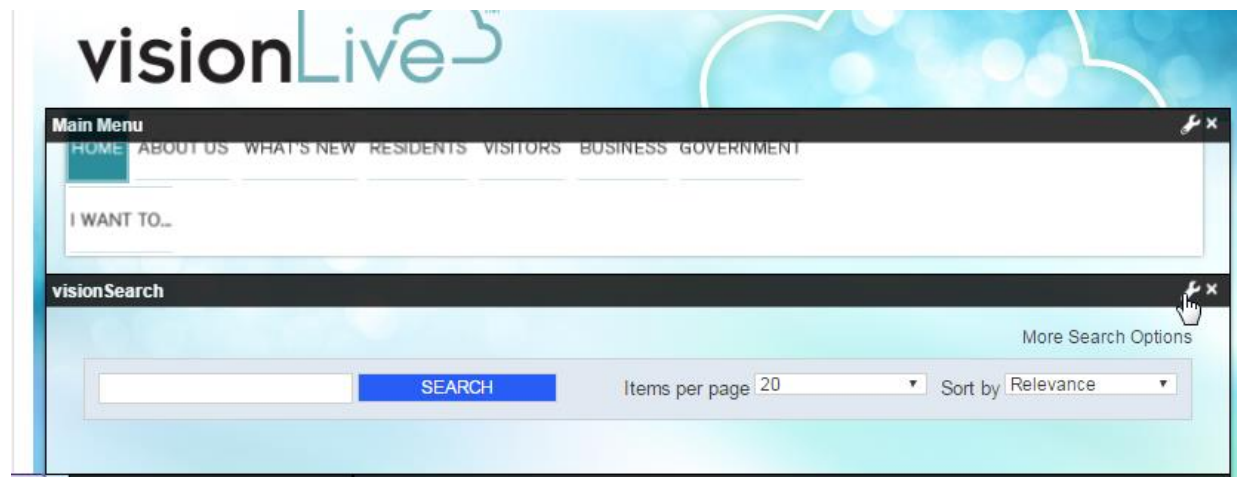 visionLive
Main Menu
HOME ABOUT US WHAT'S NEW RESIDENTS VISITORS BUSINESS GOVERNMENT
I WANT TO...
visionSearch
More Search Options
SEARCH Items per page 20 Sort by Relevance